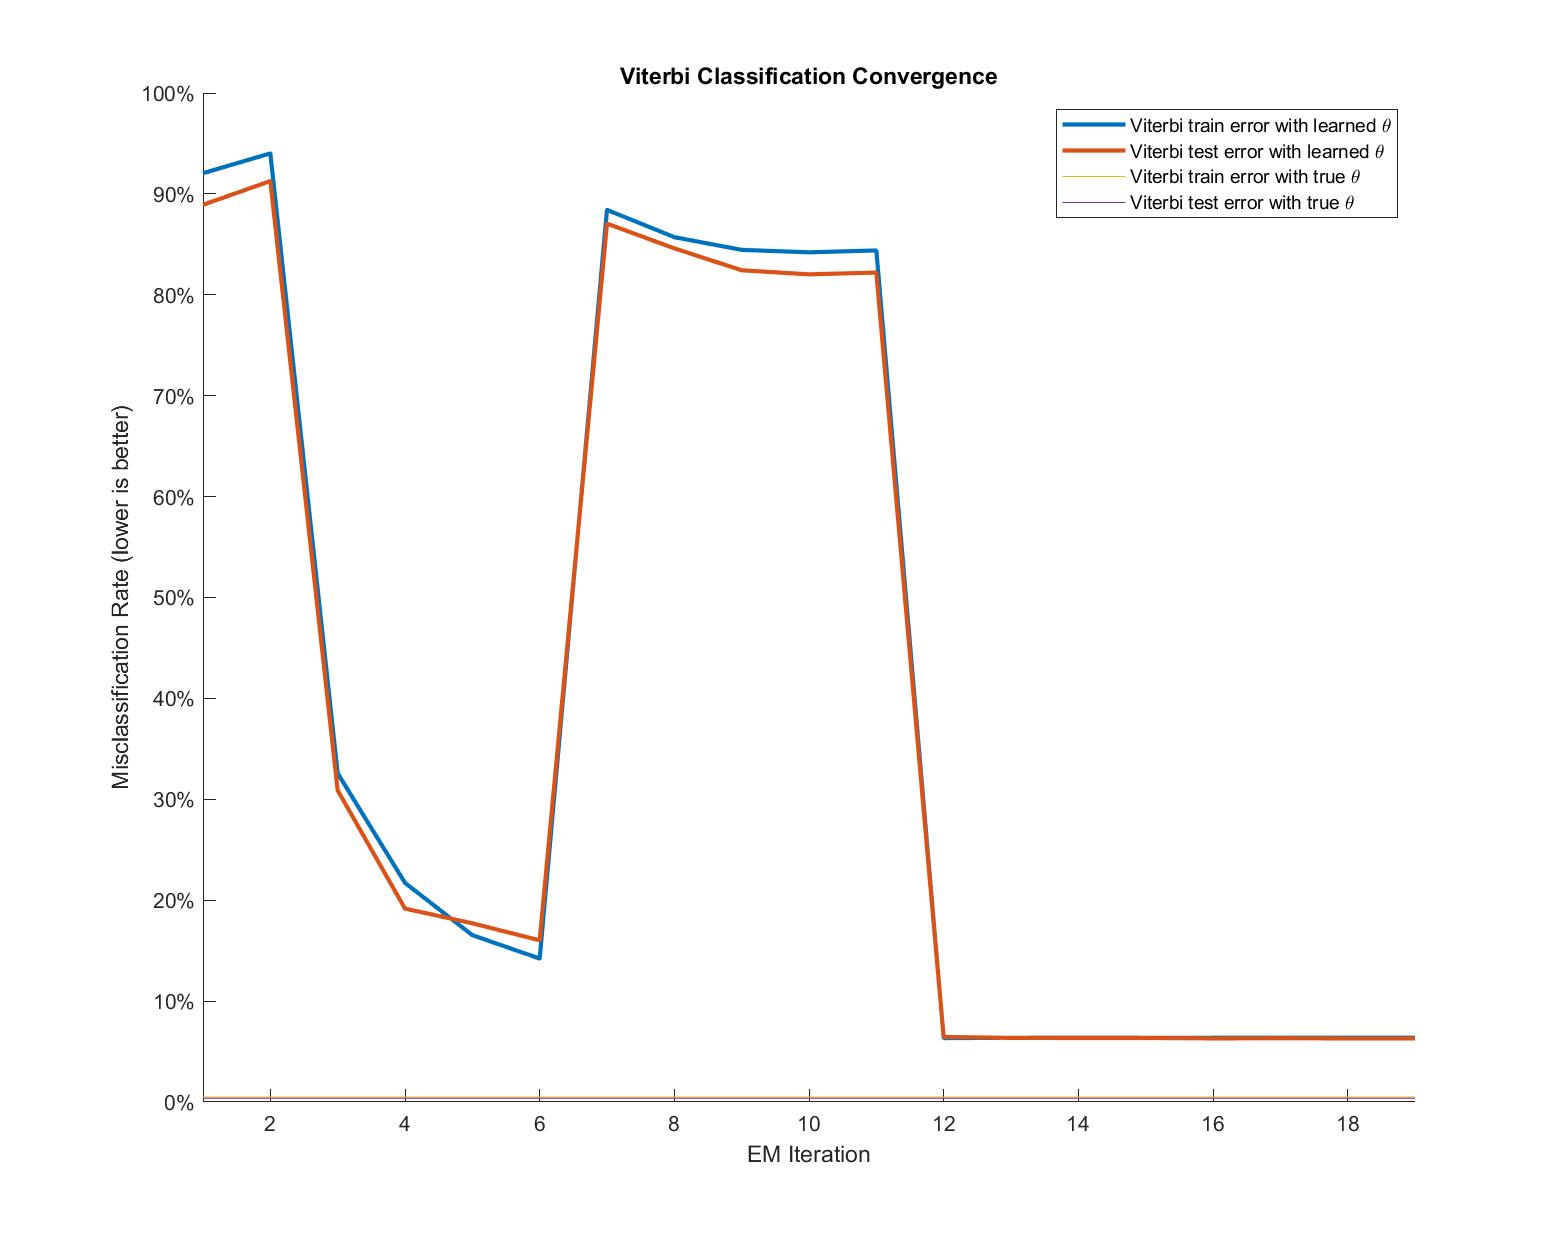 Viterbi Classification Convergence
100%
90%
80%
70%
60%
50%
40%
30%
20%
10%
0%
Misclassification Rate (lower is better)
Viterbi train error with learned θ
Viterbi test error with learned θ
Viterbi train error with true θ
Viterbi test error with true θ
2 4 6 8 10 12 14 16 18
EM Iteration